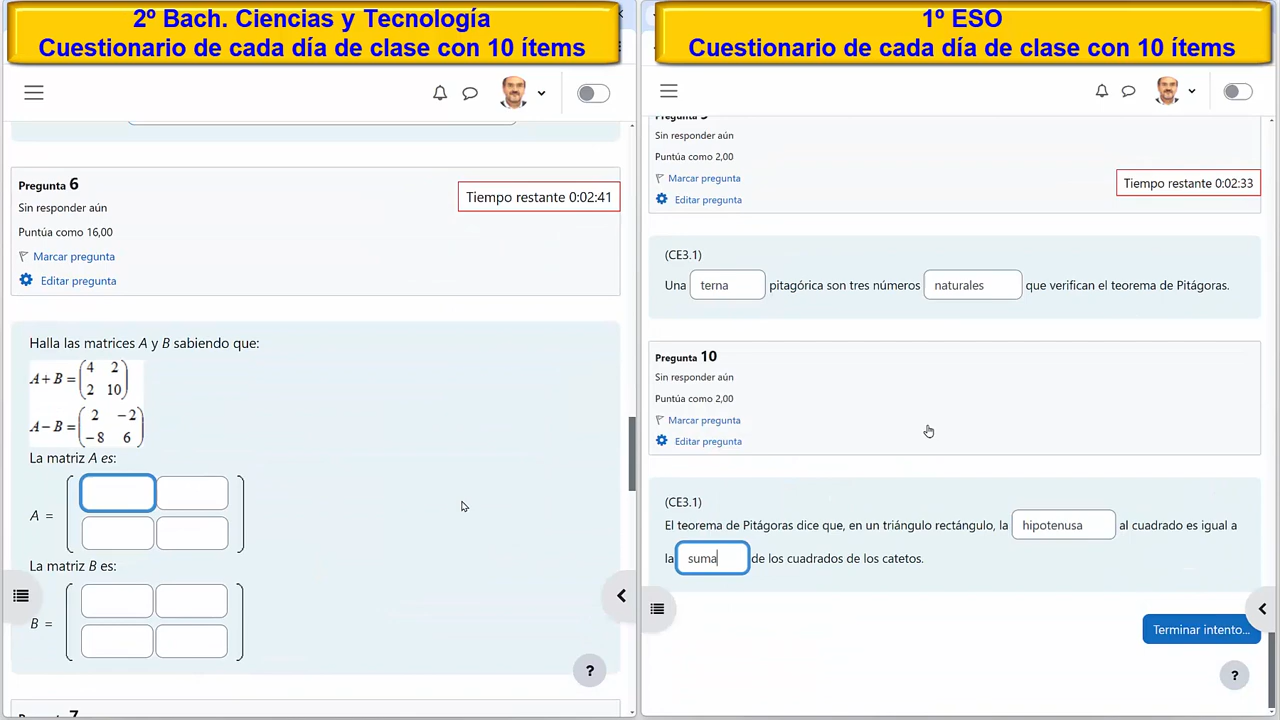 2º Bach. Ciencias y Tecnología
Cuestionario de cada día de clase con 10 ítems
Pregunta 6
Sin responder aún
Puntúa como 16,00
Marcar pregunta
Editar pregunta
Tiempo restante 0:02:41
Halla las matrices A y B sabiendo que:
A + B = (4 2
2 10)
A − B = (2 −2
−8 6)
La matriz A es:
A =
La matriz B es:
B =
?
1º ESO
Cuestionario de cada día de clase con 10 ítems
Sin responder aún
Puntúa como 2,00
Marcar pregunta
Editar pregunta
Tiempo restante 0:02:33
(CE3.1)
Una terna pitagórica son tres números naturales que verifican el teorema de Pitágoras.
Pregunta 10
Sin responder aún
Puntúa como 2,00
Marcar pregunta
Editar pregunta
(CE3.1)
El teorema de Pitágoras dice que, en un triángulo rectángulo, la hipotenusa al cuadrado es igual a
la suma de los cuadrados de los catetos.
Terminar intento...
?